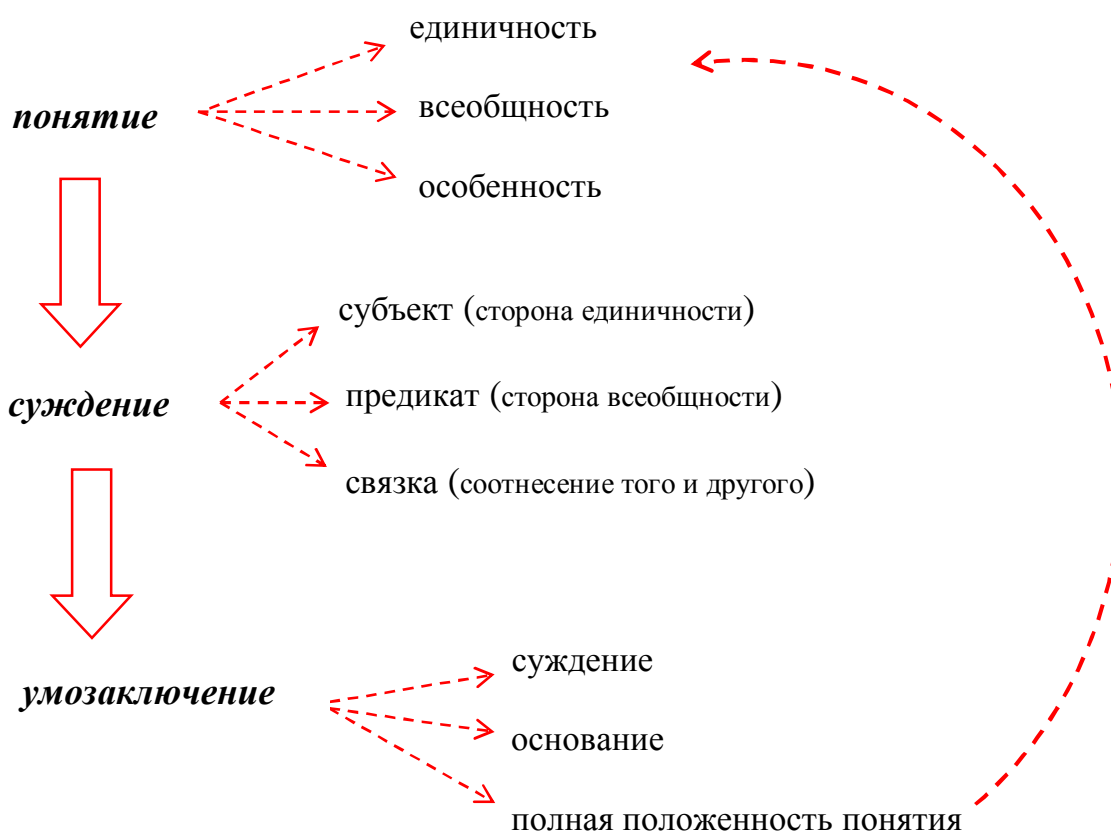 единичность
понятие
всеобщность
особенность
субъект (сторона единичности)
суждение
предикат (сторона всеобщности)
связка (соотнесение того и другого)
умозаключение
суждение
основание
полная положенность понятия